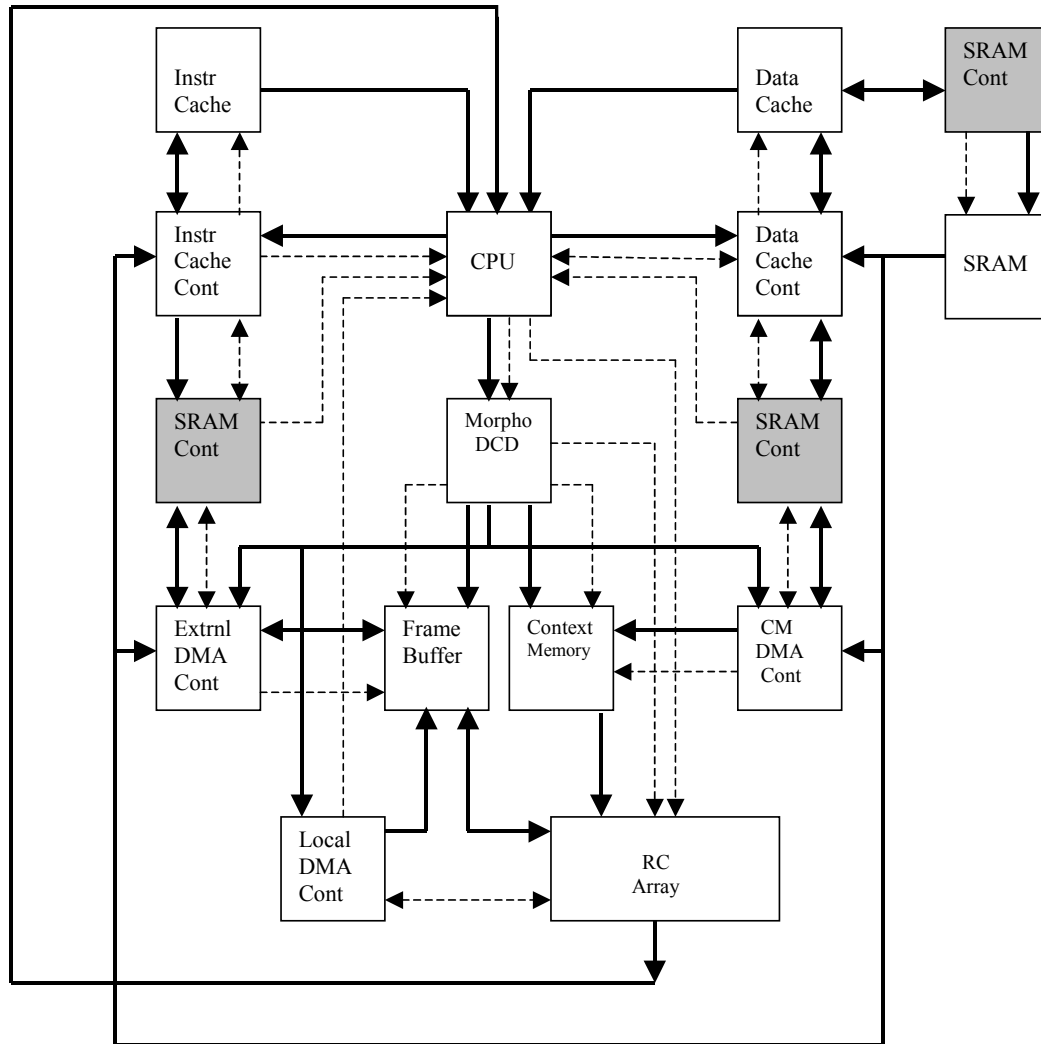 Instr
Cache
Data
Cache
SRAM
Cont
Instr
Cache
Cont
CPU
Data
Cache
Cont
SRAM
SRAM
Cont
Morpho
DCD
SRAM
Cont
Extrnl
DMA
Cont
Frame
Buffer
Context
Memory
CM
DMA
Cont
Local
DMA
Cont
RC
Array